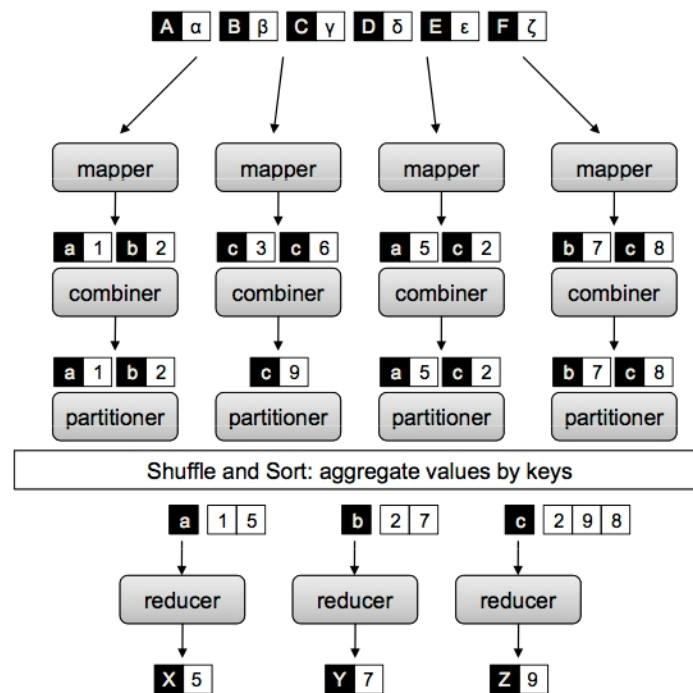 A α B β C γ D δ E ε F ζ
mapper mapper mapper mapper
a 1 b 2 c 3 c 6 a 5 c 2 b 7 c 8
combiner combiner combiner combiner
a 1 b 2 c 9 a 5 c 2 b 7 c 8
partitioner partitioner partitioner partitioner
Shuffle and Sort: aggregate values by keys
a 1 5 b 2 7 c 2 9 8
reducer reducer reducer
X 5 Y 7 Z 9